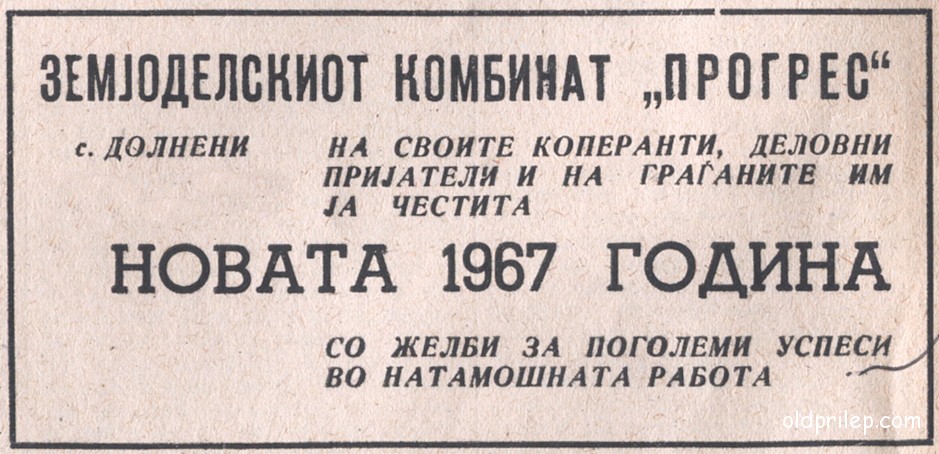 ЗЕМЈОДЕЛСКИОТ КОМБИНАТ „ПРОГРЕС“
с. ДОЛНЕНИ
НА СВОИТЕ КОПЕРАНТИ, ДЕЛОВНИ
ПРИЈАТЕЛИ И НА ГРАЃАНИТЕ ИМ
ЈА ЧЕСТИТА
НОВАТА 1967 ГОДИНА
СО ЖЕЛБИ ЗА ПОГОЛЕМИ УСПЕСИ
ВО НАТАМОШНАТА РАБОТА
oldprilep.com